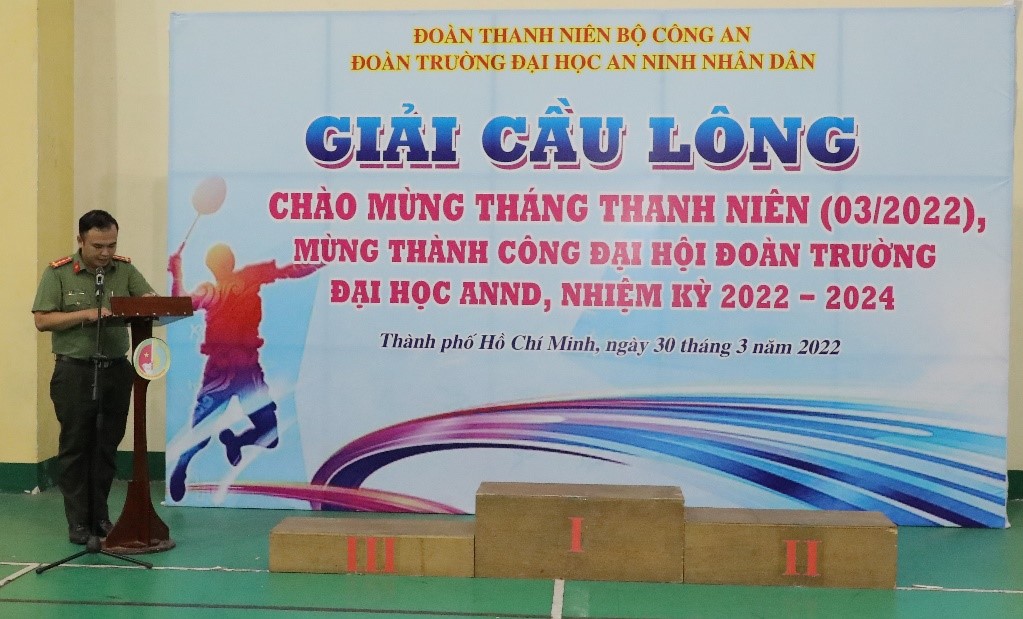 ĐOÀN THANH NIÊN BỘ CÔNG AN
ĐOÀN TRƯỜNG ĐẠI HỌC AN NINH NHÂN DÂN
GIẢI CẦU LÔNG
CHÀO MỪNG THÁNG THANH NIÊN (03/2022),
MỪNG THÀNH CÔNG ĐẠI HỘI ĐOÀN TRƯỜNG
ĐẠI HỌC ANND, NHIỆM KỲ 2022 – 2024
Thành phố Hồ Chí Minh, ngày 30 tháng 3 năm 2022
III
I
II